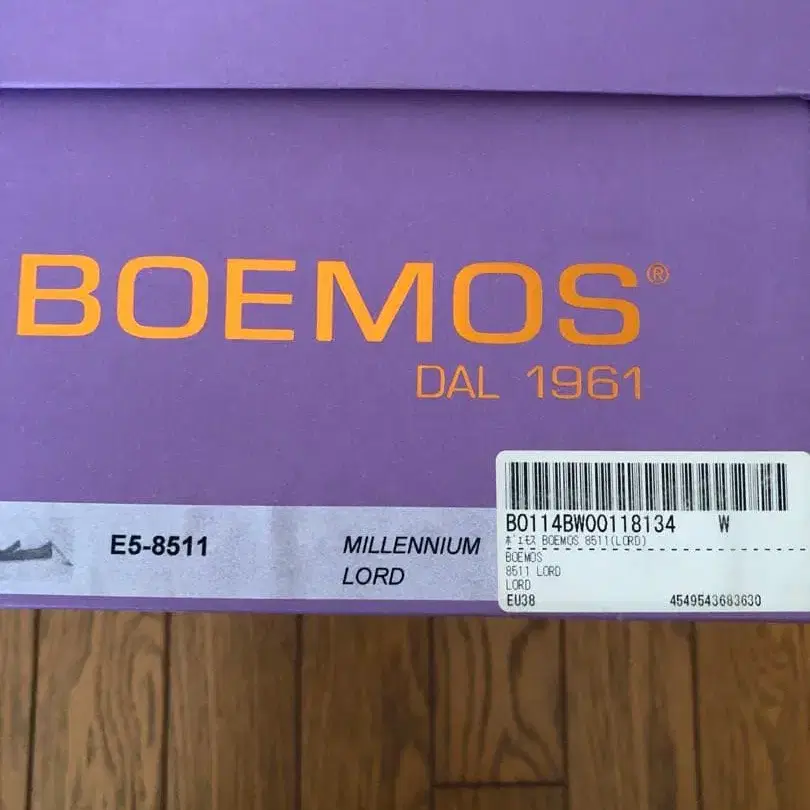 BOEMOS®
DAL 1961
E5-8511
MILLENNIUM
LORD
B0114BW00118134 W
ﾎﾞｴﾓｽ BOEMOS 8511(LORD)
BOEMOS
8511 LORD
LORD
EU38 4549543683630